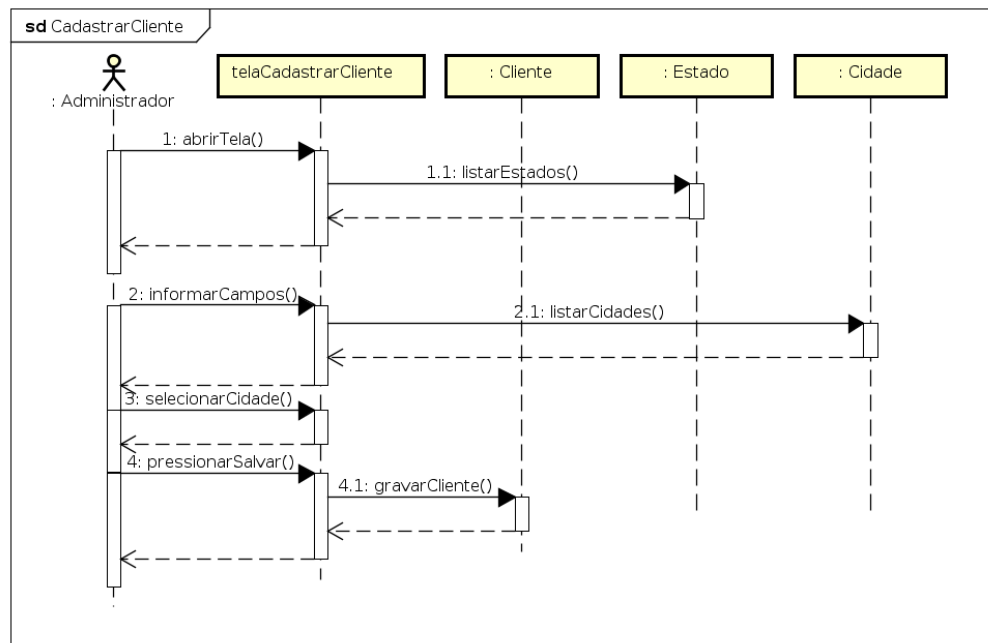 sd CadastrarCliente
: Administrador
telaCadastrarCliente
: Cliente
: Estado
: Cidade
1: abrirTela()
1.1: listarEstados()
2: informarCampos()
2.1: listarCidades()
3: selecionarCidade()
4: pressionarSalvar()
4.1: gravarCliente()